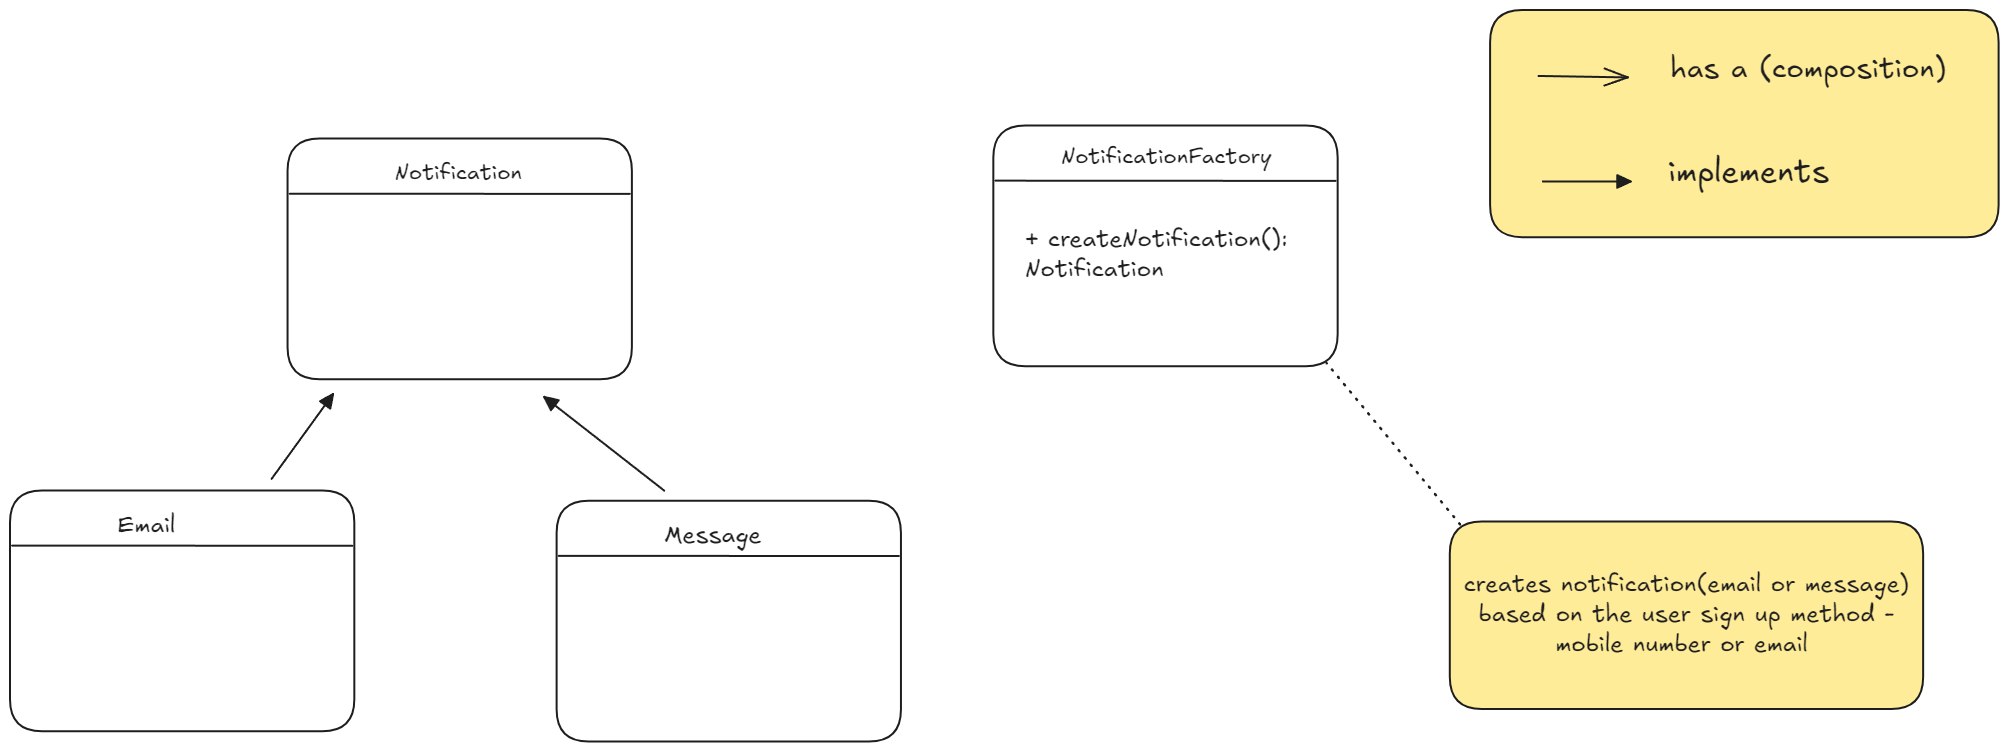 has a (composition)
implements
Notification
NotificationFactory
+ createNotification():
Notification
Email
Message
creates notification(email or message)
based on the user sign up method -
mobile number or email